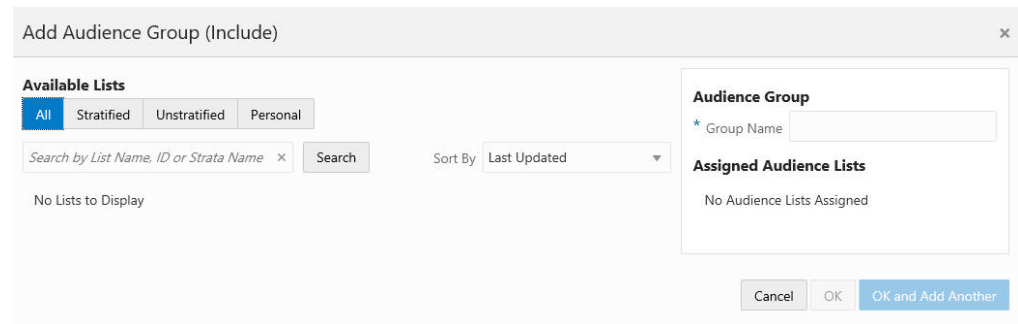 Add Audience Group (Include)
×
Available Lists
All Stratified Unstratified Personal
Search by List Name, ID or Strata Name × Search Sort By Last Updated
No Lists to Display
Audience Group
* Group Name
Assigned Audience Lists
No Audience Lists Assigned
Cancel OK OK and Add Another